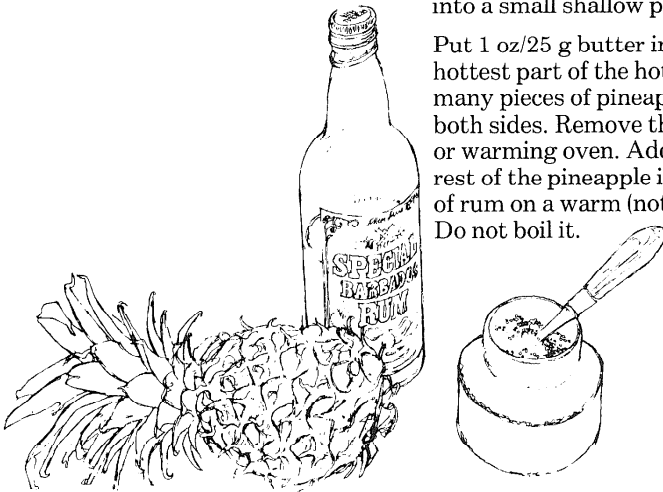 into a small shallow p
Put 1 oz/25 g butter in
hottest part of the hot
many pieces of pineap
both sides. Remove th
or warming oven. Add
rest of the pineapple i
of rum on a warm (not
Do not boil it.
SPECIAL
BARBADOS
RUM